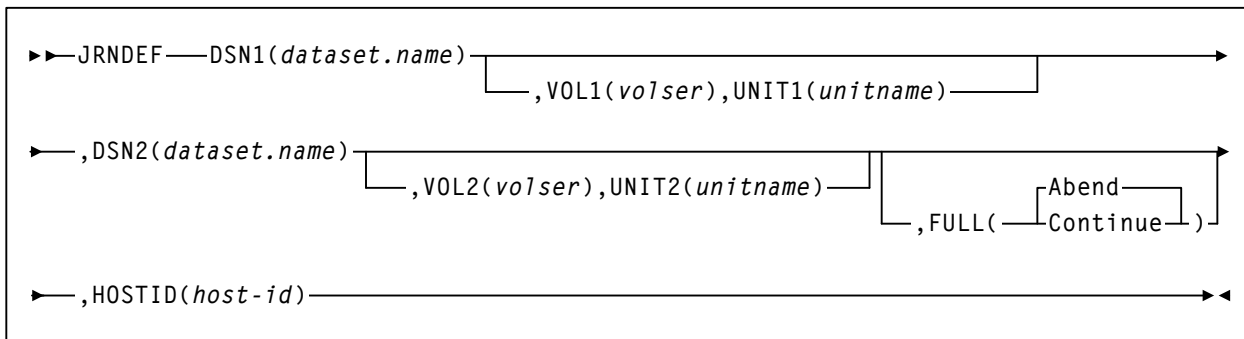 JRNDEF DSN1(dataset.name)
,VOL1(volser),UNIT1(unitname)
,DSN2(dataset.name)
,VOL2(volser),UNIT2(unitname)
Abend
,FULL( Continue )
,HOSTID(host-id)